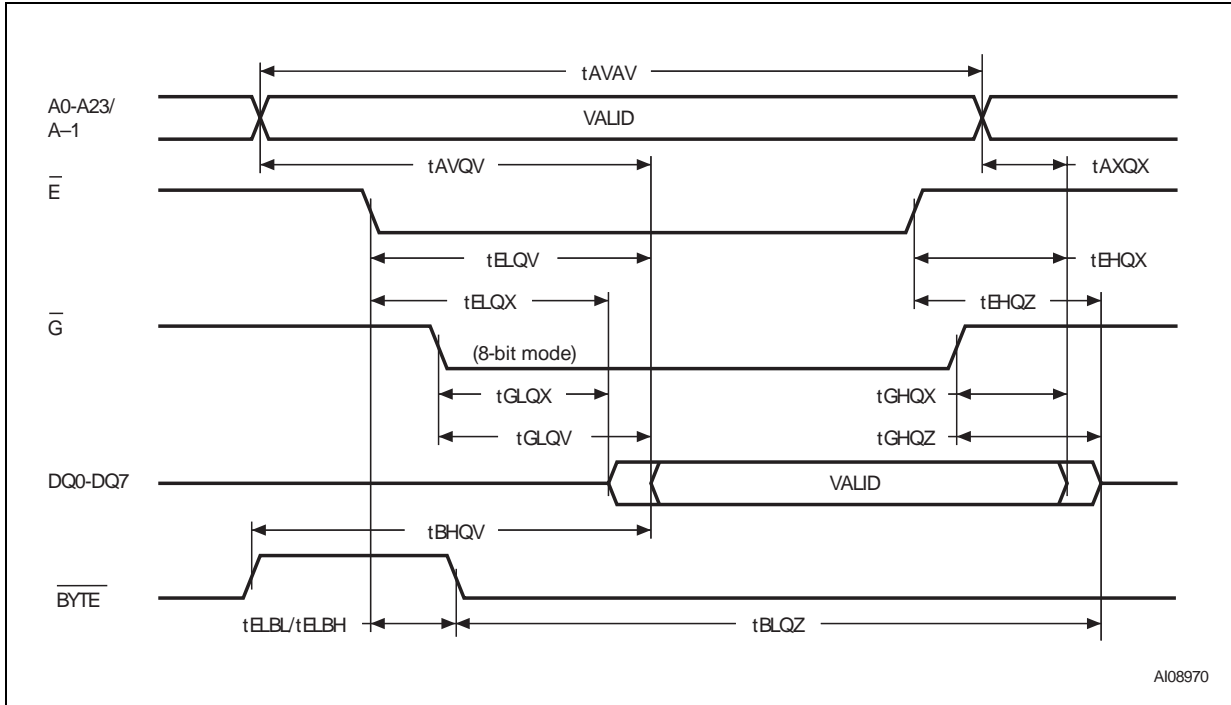 tAVAV
A0-A23/
A–1
VALID
tAVQV
tAXQX
E
tELQV
tEHQX
tELQX
tEHQZ
G
(8-bit mode)
tGLQX
tGHQX
tGLQV
tGHQZ
DQ0-DQ7
VALID
tBHQV
BYTE
tELBL/tELBH
tBLQZ
AI08970